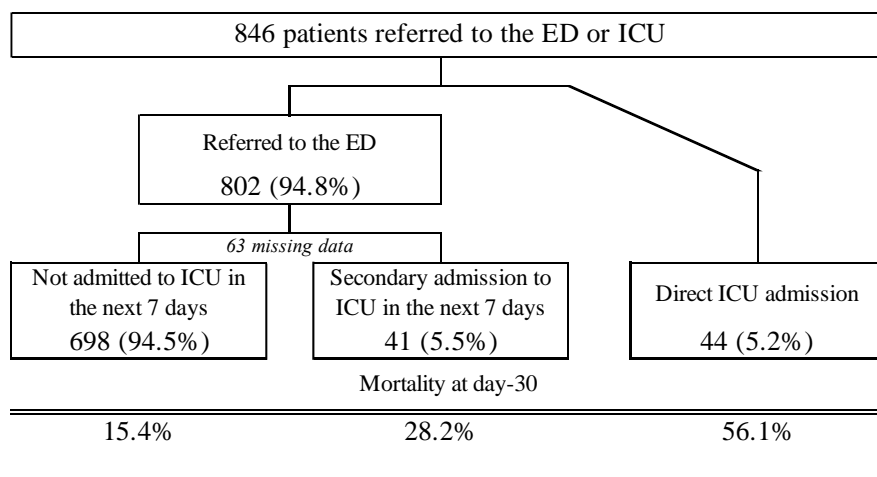 846 patients referred to the ED or ICU
Referred to the ED
802 (94.8%)
63 missing data
Not admitted to ICU in
the next 7 days
698 (94.5%)
Secondary admission to
ICU in the next 7 days
41 (5.5%)
Direct ICU admission
44 (5.2%)
Mortality at day-30
15.4%
28.2%
56.1%